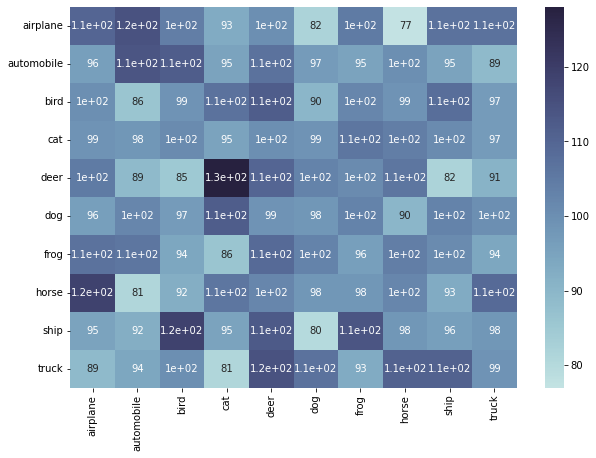 airplane 1.1e+02 1.2e+02 1e+02 93 1e+02 82 1e+02 77 1.1e+02 1.1e+02
automobile 96 1.1e+02 1.1e+02 95 1.1e+02 97 95 1e+02 95 89
bird 1e+02 86 99 1.1e+02 1.1e+02 90 1e+02 99 1.1e+02 97
cat 99 98 1e+02 95 1e+02 99 1.1e+02 1e+02 1e+02 97
deer 1e+02 89 85 1.3e+02 1.1e+02 1e+02 1e+02 1.1e+02 82 91
dog 96 1e+02 97 1.1e+02 99 98 1e+02 90 1e+02 1e+02
frog 1.1e+02 1.1e+02 94 86 1.1e+02 1e+02 96 1e+02 1e+02 94
horse 1.2e+02 81 92 1.1e+02 1e+02 98 98 1e+02 93 1.1e+02
ship 95 92 1.2e+02 95 1.1e+02 80 1.1e+02 98 96 98
truck 89 94 1e+02 81 1.2e+02 1.1e+02 93 1.1e+02 1.1e+02 99
airplane automobile bird cat deer dog frog horse ship truck
120
110
100
90
80